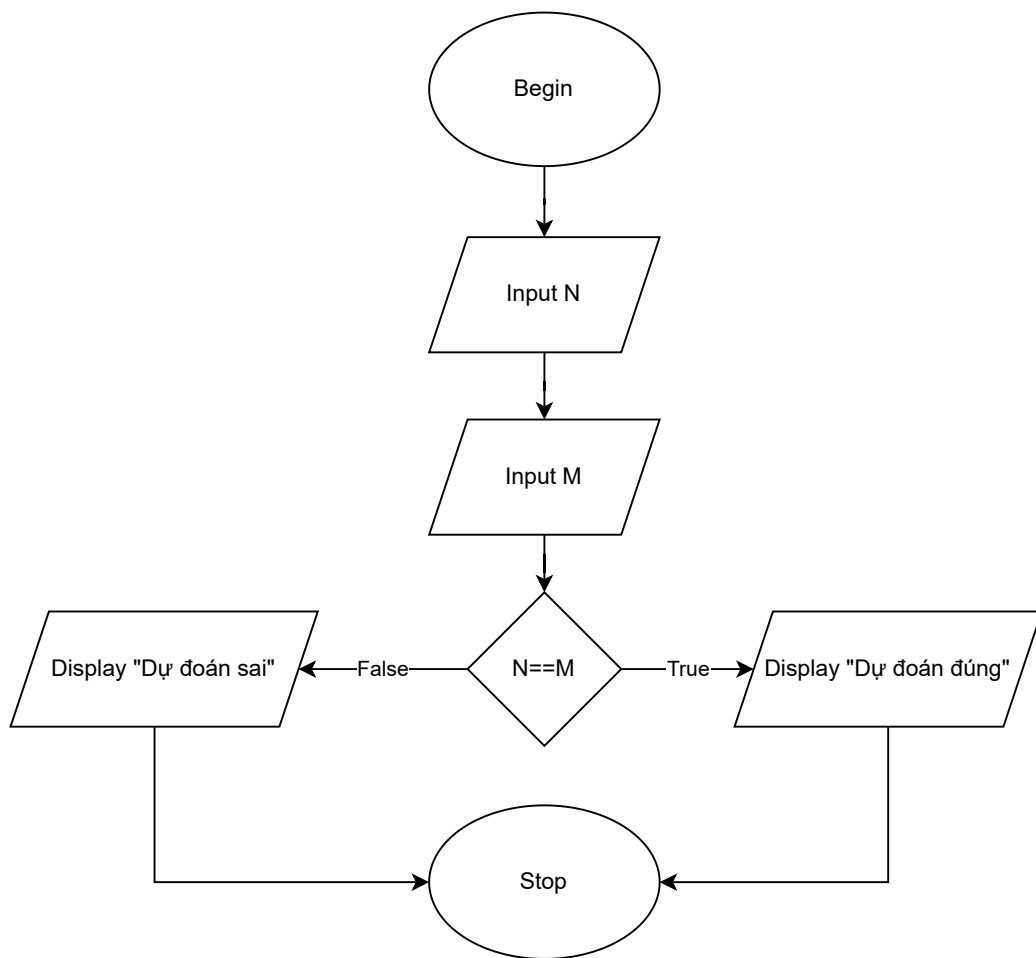 Begin
Input N
Input M
Display "Dự đoán sai"
False
N==M
True
Display "Dự đoán đúng"
Stop